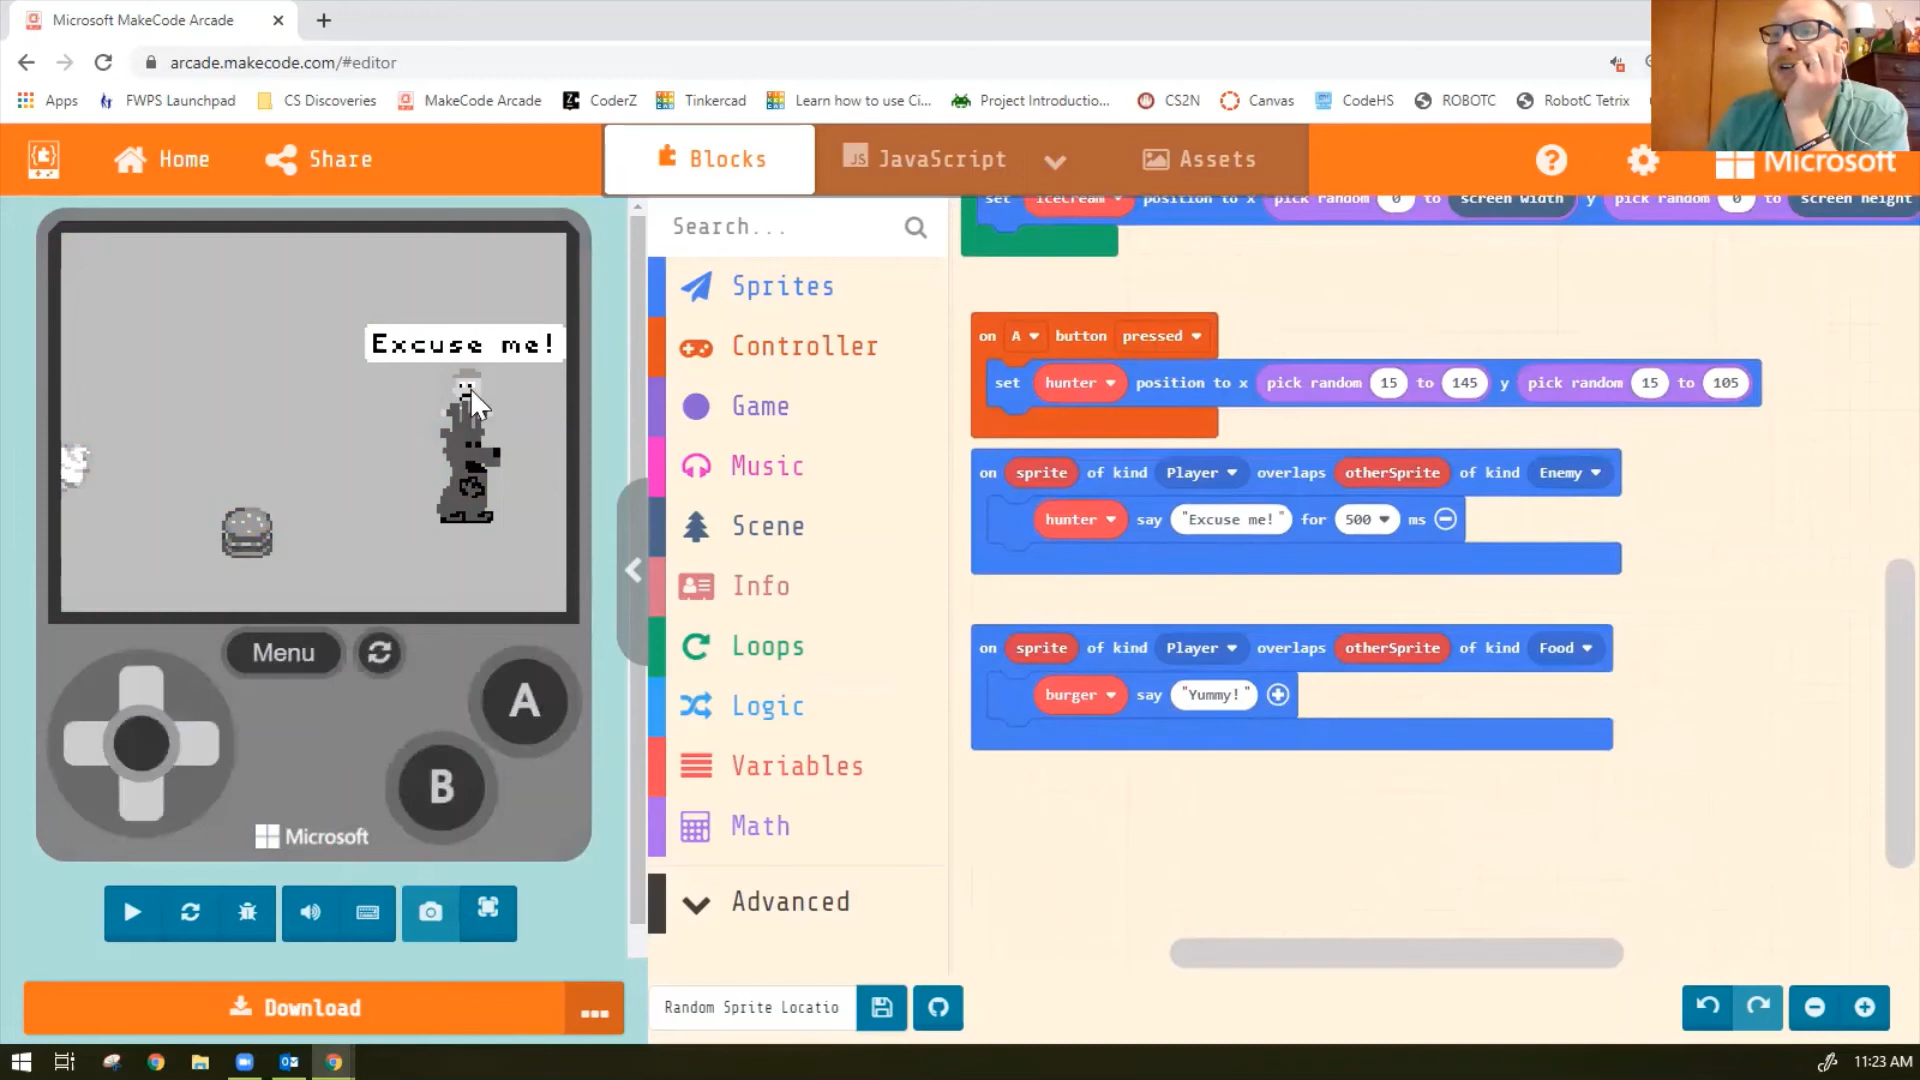 Microsoft MakeCode Arcade
arcade.makecode.com/#editor
Apps FWPS Launchpad CS Discoveries MakeCode Arcade CoderZ Tinkercad Learn how to use Ci... Project Introductio... CS2N Canvas CodeHS ROBOTC RobotC Tetrix
Home Share Blocks JS JavaScript Assets Microsoft
set iceCream position to x pick random 0 to screen width y pick random 0 to screen height
Search...
Sprites
Controller
Game
Music
Scene
Info
Loops
Logic
Variables
Math
Advanced
Excuse me!
Menu
A
B
Microsoft
on A button pressed
set hunter position to x pick random 15 to 145 y pick random 15 to 105
on sprite of kind Player overlaps otherSprite of kind Enemy
hunter say "Excuse me!" for 500 ms
on sprite of kind Player overlaps otherSprite of kind Food
burger say "Yummy!"
Download ...
Random Sprite Locatio
11:23 AM